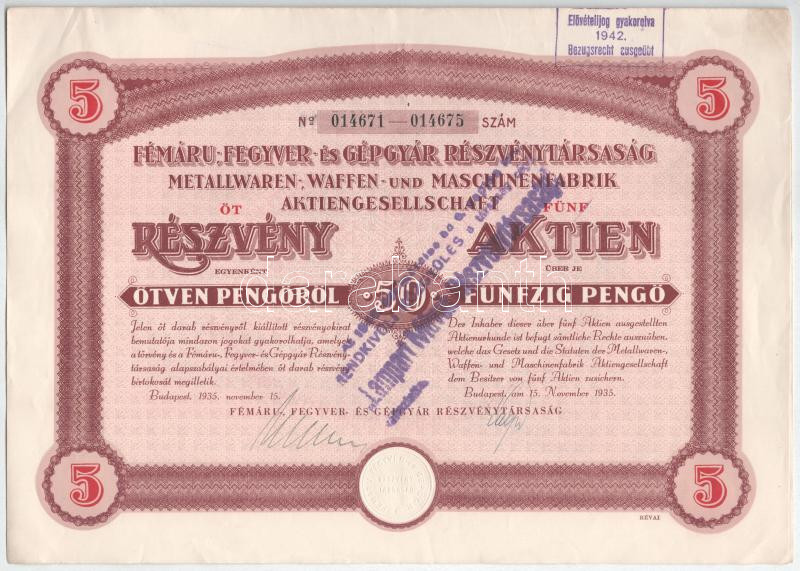 Elővételijog gyakorolva
1942.
Bezugsrecht ausgeübt
5
5
Nº 014671—014675 SZÁM
FÉMÁRU-, FEGYVER- ÉS GÉPGYÁR RÉSZVÉNYTÁRSASÁG
METALLWAREN-, WAFFEN- UND MASCHINENFABRIK
AKTIENGESELLSCHAFT
ÖT
RÉSZVÉNY
EGYENKÉNT
ÖTVEN PENGŐRŐL
50
FÜNF
AKTIEN
ÜBER JE
FÜNFZIG PENGŐ
Jelen öt darab részvényről kiállított részvényokirat
bemutatója mindazon jogokat gyakorolhatja, amelyek
a törvény és a Fémáru-, Fegyver- és Gépgyár Részvény-
társaság alapszabályai értelmében öt darab részvény
birtokosát megilletik.
Budapest, 1935. november 15.
Der Inhaber dieser über fünf Aktien ausgestellten
Aktienurkunde ist befugt sämtliche Rechte auszuüben,
welche das Gesetz und die Statuten der Metallwaren-,
Waffen- und Maschinenfabrik Aktiengesellschaft
dem Besitzer von fünf Aktien zusichern.
Budapest, am 15. November 1935.
FÉMÁRU-, FEGYVER- ÉS GÉPGYÁR RÉSZVÉNYTÁRSASÁG
5
5
RÉVAI
darabanth